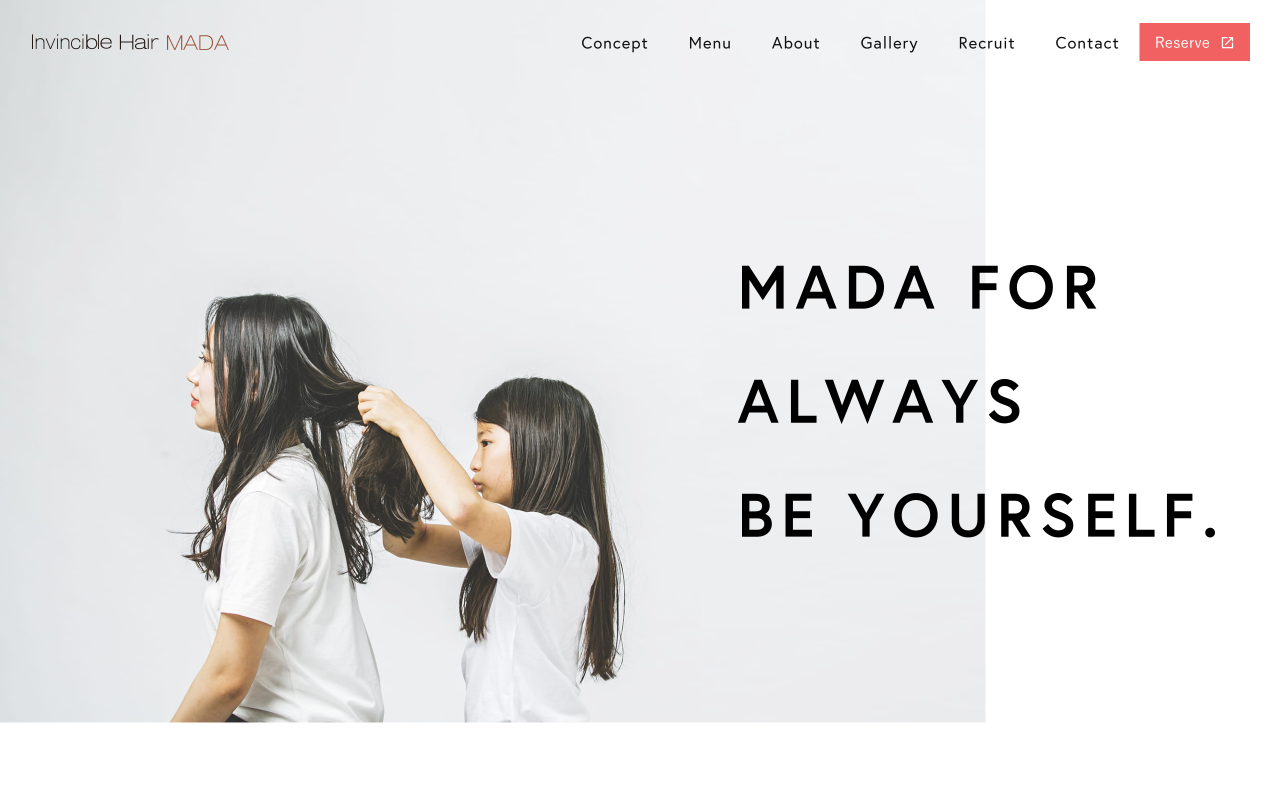 Invincible Hair MADA
Concept Menu About Gallery Recruit Contact Reserve
MADA FOR
ALWAYS
BE YOURSELF.